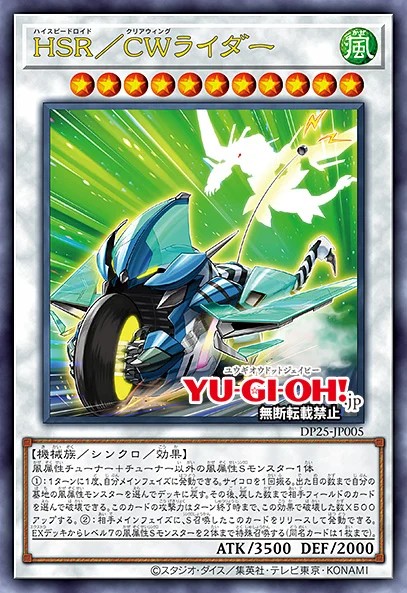 ハイスピードロイド クリアウィング
HSR／CWライダー
かぜ
風
ユウギオウドットジェイピー
YU-GI-OH!.jp
無断転載禁止
DP25-JP005
【機械族／シンクロ／効果】
風属性チューナー＋チューナー以外の風属性Sモンスター1体
①：1ターンに1度、自分メインフェイズに発動できる。サイコロを1回振る。出た目の数まで自分の
墓地の風属性モンスターを選んでデッキに戻す。その後、戻した数まで相手フィールドのカード
を選んで破壊できる。このカードの攻撃力はターン終了時まで、この効果で破壊した数×500
アップする。②：相手メインフェイズに、S召喚したこのカードをリリースして発動できる。
EXデッキからレベル7の風属性Sモンスターを2体まで特殊召喚する（同名カードは1枚まで）。
ATK/3500 DEF/2000
©スタジオ・ダイス／集英社・テレビ東京・KONAMI